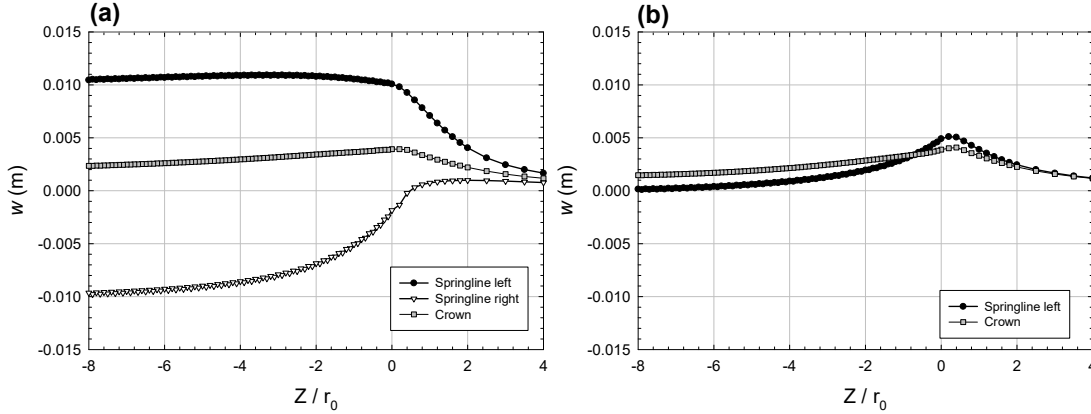 (a)
0.015
0.010
0.005
0.000
-0.005
-0.010
-0.015
w (m)
-8 -6 -4 -2 0 2 4
Z / r0
Springline left
Springline right
Crown
(b)
0.015
0.010
0.005
0.000
-0.005
-0.010
-0.015
w (m)
-8 -6 -4 -2 0 2 4
Z / r0
Springline left
Crown